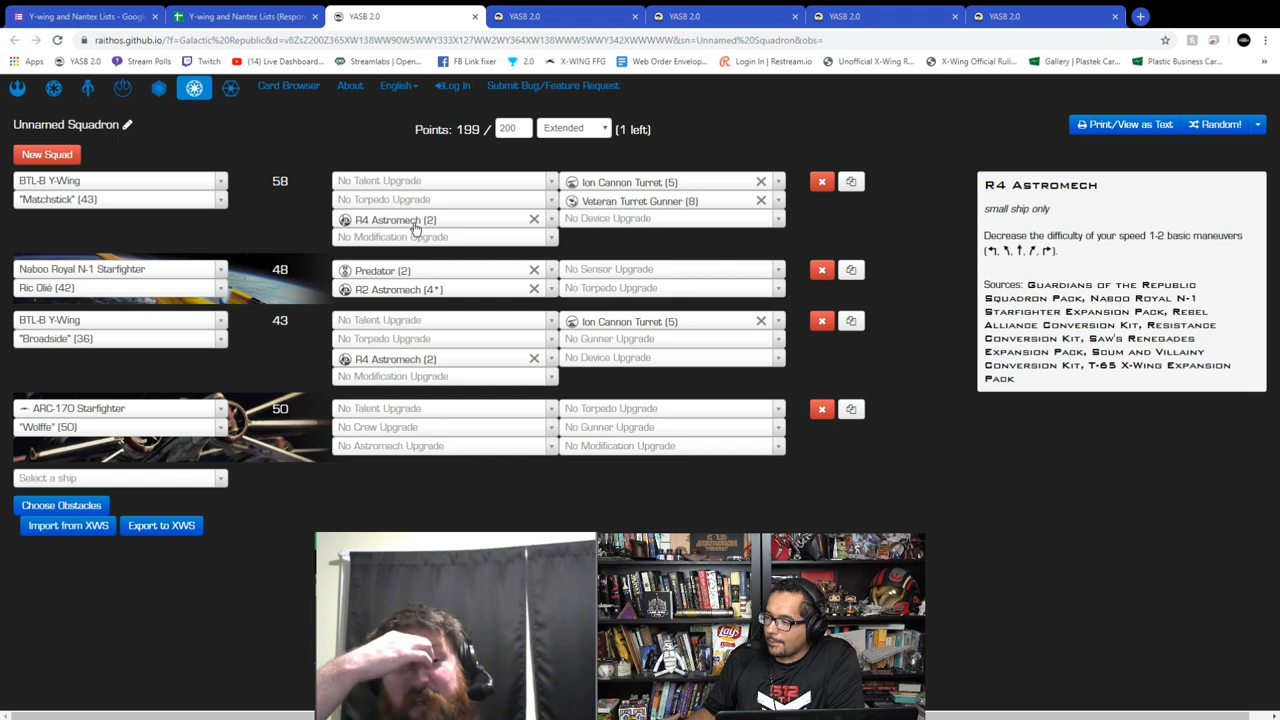 Y-wing and Nantex Lists - Googl
Y-wing and Nantex Lists (Respon
YASB 2.0
YASB 2.0
YASB 2.0
YASB 2.0
YASB 2.0
raithos.github.io/?f=Galactic%20Republic&d=v8ZsZ200Z365XW138WW90W5WWY333X127WW2WY364XW138WWW5WWY342XWWWWW&sn=Unnamed%20Squadron&obs=
Apps
YASB 2.0
Stream Polls
Twitch
(14) Live Dashboard...
Streamlabs | Open...
FB Link fixer
2.0
X-WING FFG
Web Order Envelop...
Login In | Restream.io
Unofficial X-Wing R...
X-Wing Official Rulin...
Gallery | Plastek Car...
Plastic Business Car...
Card Browser
About
English
Log In
Submit Bug/Feature Request
Unnamed Squadron
Points: 199 / 200 Extended (1 left)
Print/View as Text
Random!
New Squad
BTL-B Y-Wing
58
No Talent Upgrade
Ion Cannon Turret (5)
"Matchstick" (43)
No Torpedo Upgrade
Veteran Turret Gunner (8)
R4 Astromech (2)
No Device Upgrade
No Modification Upgrade
Naboo Royal N-1 Starfighter
48
Predator (2)
No Sensor Upgrade
Ric Olié (42)
R2 Astromech (4*)
No Torpedo Upgrade
BTL-B Y-Wing
43
No Talent Upgrade
Ion Cannon Turret (5)
"Broadside" (36)
No Torpedo Upgrade
No Gunner Upgrade
R4 Astromech (2)
No Device Upgrade
No Modification Upgrade
ARC-170 Starfighter
50
No Talent Upgrade
No Torpedo Upgrade
"Wolffe" (50)
No Crew Upgrade
No Gunner Upgrade
No Astromech Upgrade
No Modification Upgrade
Select a ship
Choose Obstacles
Import from XWS
Export to XWS
R4 Astromech
small ship only
Decrease the difficulty of your speed 1-2 basic maneuvers
Sources: Guardians of the Republic
Squadron Pack, Naboo Royal N-1
Starfighter Expansion Pack, Rebel
Alliance Conversion Kit, Resistance
Conversion Kit, Saw's Renegades
Expansion Pack, Scum and Villainy
Conversion Kit, T-65 X-Wing Expansion
Pack
Lay's
512